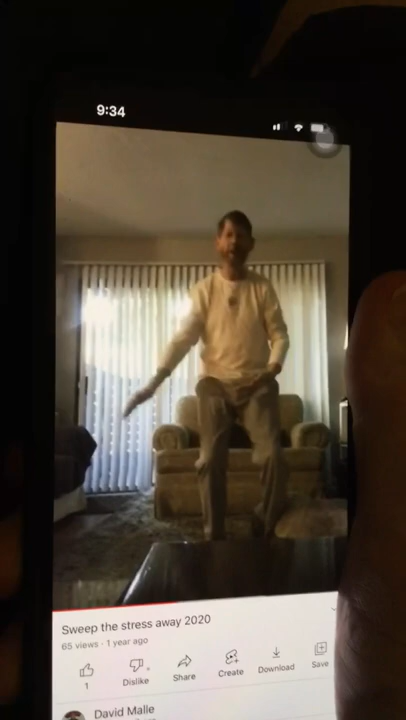 9:34
Sweep the stress away 2020
65 views · 1 year ago
1
Dislike
Share
Create
Download
Save
David Malle